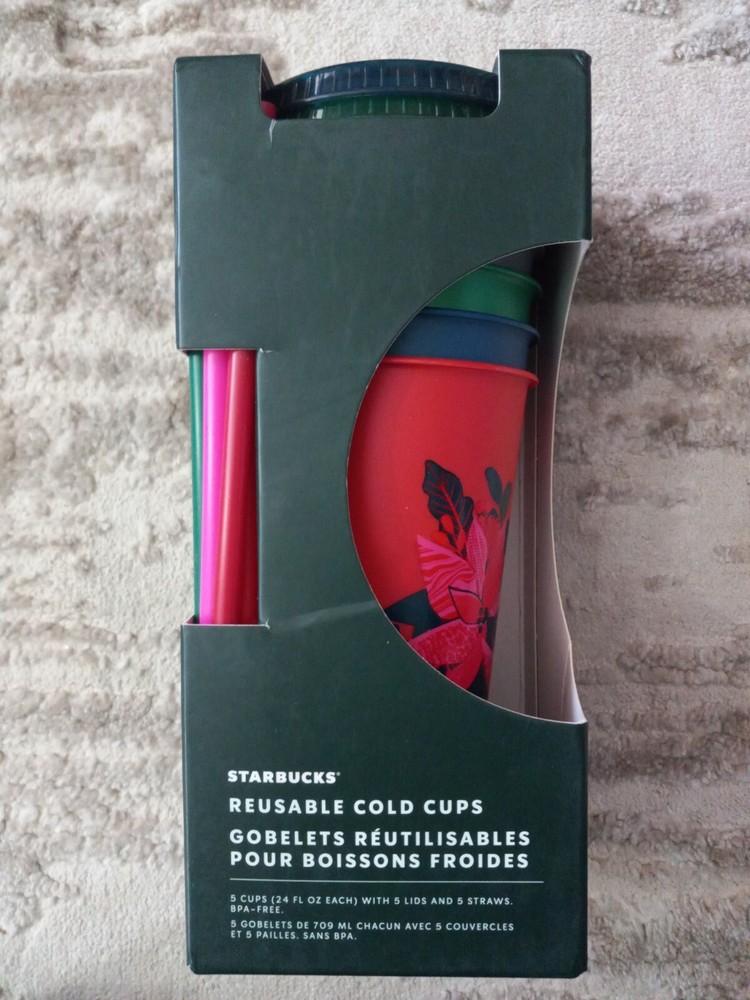 STARBUCKS®
REUSABLE COLD CUPS
GOBELETS RÉUTILISABLES
POUR BOISSONS FROIDES
5 CUPS (24 FL OZ EACH) WITH 5 LIDS AND 5 STRAWS.
BPA-FREE.
5 GOBELETS DE 709 ML CHACUN AVEC 5 COUVERCLES
ET 5 PAILLES. SANS BPA.